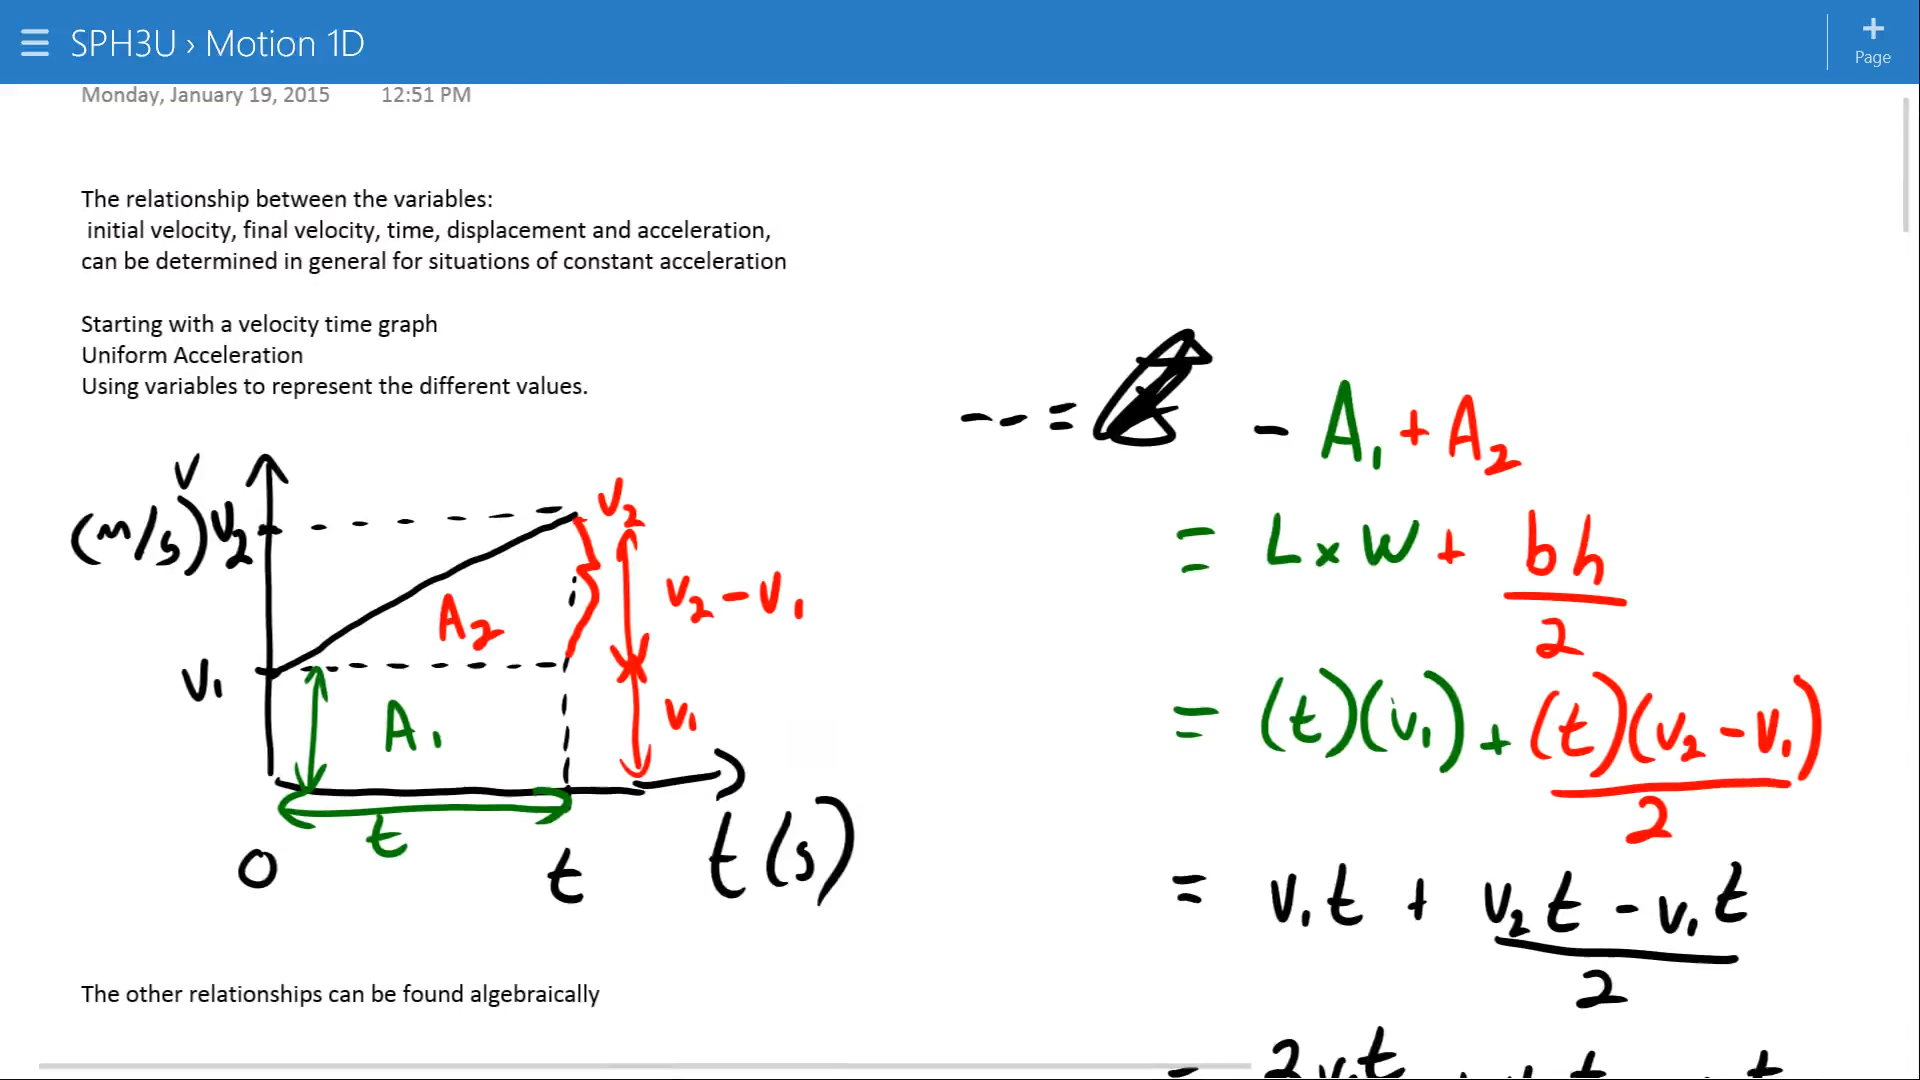 SPH3U › Motion 1D
+
Page
Monday, January 19, 2015 12:51 PM
The relationship between the variables:
initial velocity, final velocity, time, displacement and acceleration,
can be determined in general for situations of constant acceleration
Starting with a velocity time graph
Uniform Acceleration
Using variables to represent the different values.
v
(m/s)
v₂
v₂
A₂
v₂ - v₁
v₁
A₁
v₁
t
0
t
t (s)
-- = - A₁ + A₂
= L x W + bh/2
= (t)(v₁) + (t)(v₂ - v₁)/2
= v₁t + v₂t - v₁t/2
The other relationships can be found algebraically